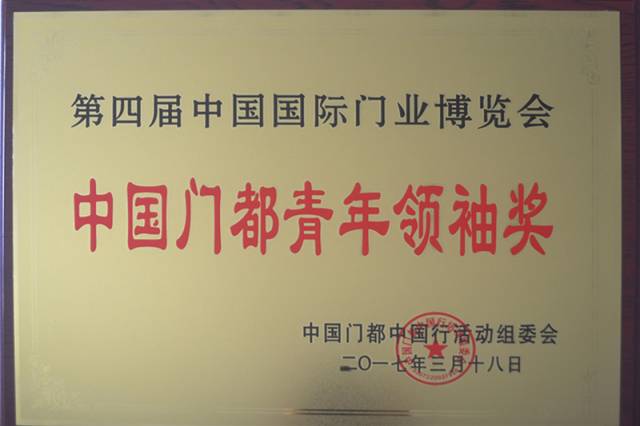 第四届中国国际门业博览会
中国门都青年领袖奖
中国门都中国行活动组委会
二〇一七年三月十八日